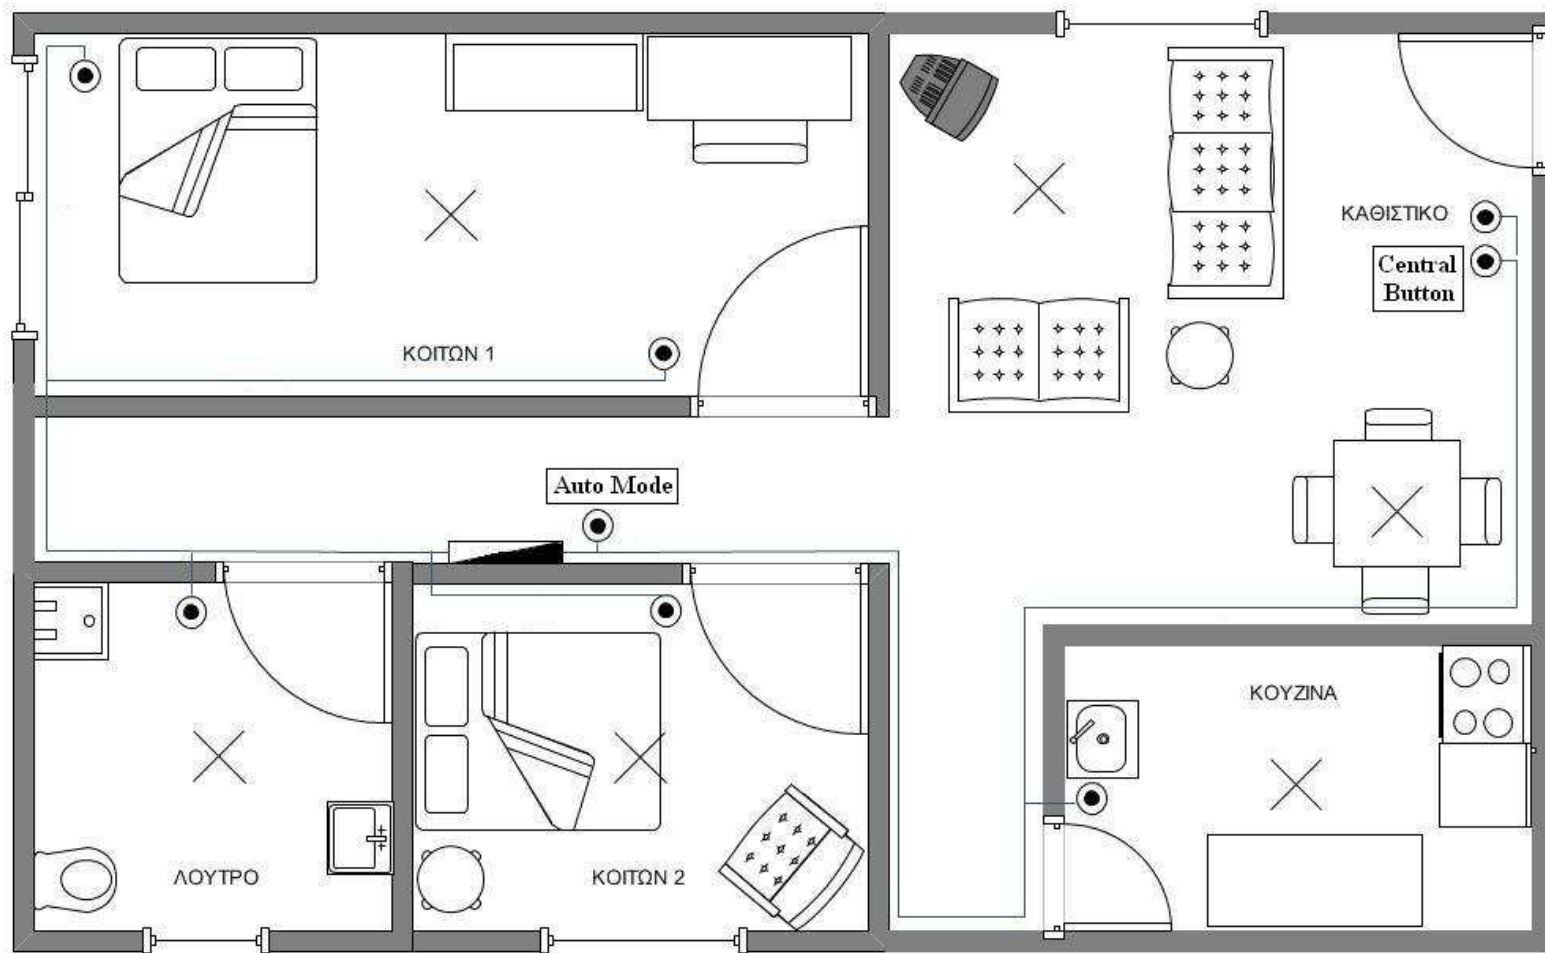 ΚΑΘΙΣΤΙΚΟ
Central
Button
ΚΟΙΤΩΝ 1
Auto Mode
ΚΟΥΖΙΝΑ
ΛΟΥΤΡΟ
ΚΟΙΤΩΝ 2